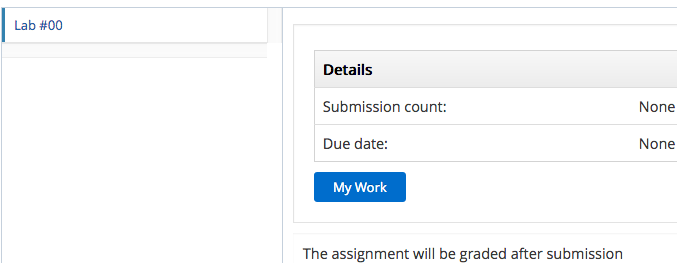 Lab #00
Details
Submission count: None
Due date: None
My Work
The assignment will be graded after submission